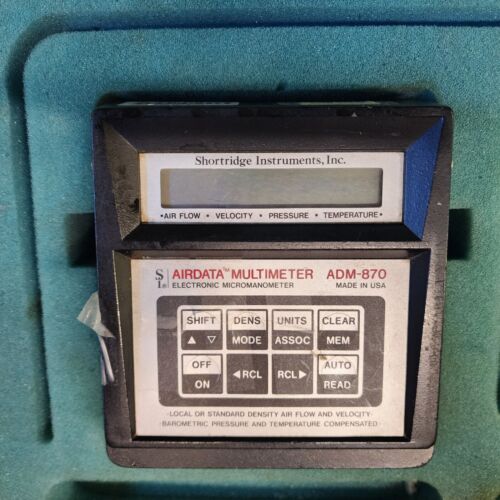 Shortridge Instruments, Inc.
•AIR FLOW • VELOCITY • PRESSURE • TEMPERATURE•
AIRDATA™ MULTIMETER ADM-870
ELECTRONIC MICROMANOMETER MADE IN USA
SHIFT DENS UNITS CLEAR
▲ ▽ MODE ASSOC MEM
OFF AUTO
ON ◀RCL RCL▶ READ
•LOCAL OR STANDARD DENSITY AIR FLOW AND VELOCITY•
•BAROMETRIC PRESSURE AND TEMPERATURE COMPENSATED•